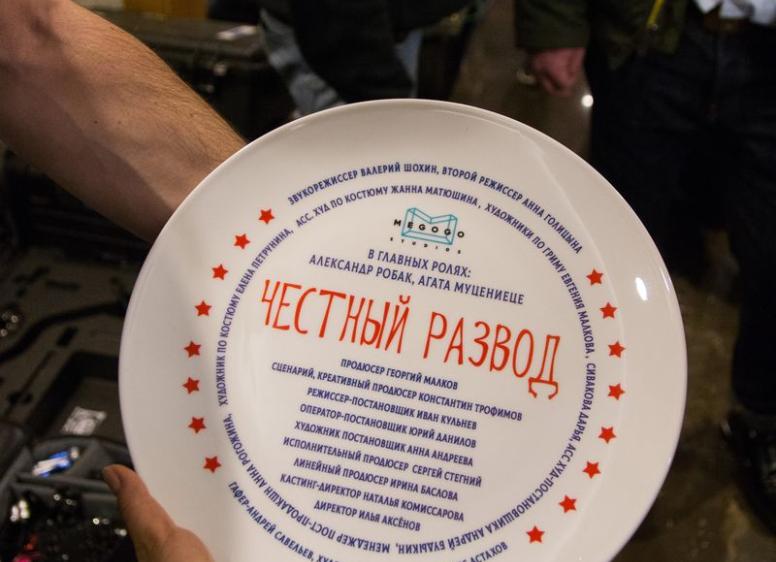 ЗВУКОРЕЖИССЕР ВАЛЕРИЙ ШОХИН, ВТОРОЙ РЕЖИССЕР АННА ГОЛИЦЫНА
ХУДОЖНИК ПО КОСТЮМУ ЕЛЕНА ПЕТРУНИНА, АСС. ХУД ПО КОСТЮМУ ЖАННА МАТЮШИНА, ХУДОЖНИКИ ПО ГРИМУ ЕВГЕНИЯ МАЛКОВА, СИВАКОВА ДАРЬЯ, АСС ХУД-ПОСТАНОВЩИКА АНДРЕЙ БУДЫКИН, МЕНЕДЖЕР ПОСТ-ПРОДАКШН АННА РОГОЖИНА,
MEGOGO
STUDIOS
В ГЛАВНЫХ РОЛЯХ:
АЛЕКСАНДР РОБАК, АГАТА МУЦЕНИЕЦЕ
ЧЕСТНЫЙ РАЗВОД
ПРОДЮСЕР ГЕОРГИЙ МАЛКОВ
СЦЕНАРИЙ, КРЕАТИВНЫЙ ПРОДЮСЕР КОНСТАНТИН ТРОФИМОВ
РЕЖИССЕР-ПОСТАНОВЩИК ИВАН КУЛЬНЕВ
ОПЕРАТОР-ПОСТАНОВЩИК ЮРИЙ ДАНИЛОВ
ХУДОЖНИК ПОСТАНОВЩИК АННА АНДРЕЕВА
ИСПОЛНИТЕЛЬНЫЙ ПРОДЮСЕР СЕРГЕЙ СТЕГНИЙ
ЛИНЕЙНЫЙ ПРОДЮСЕР ИРИНА БАСЛОВА
КАСТИНГ-ДИРЕКТОР НАТАЛЬЯ КОМИССАРОВА
ДИРЕКТОР ИЛЬЯ АКСЁНОВ
ГАФЕР-АНДРЕЙ САВЕЛЬЕВ, АСТАХОВ